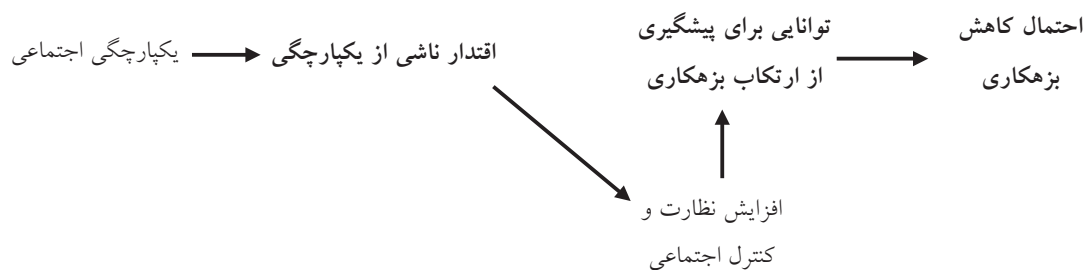 یکپارچگی اجتماعی
اقتدار ناشی از یکپارچگی
افزایش نظارت و
کنترل اجتماعی
توانایی برای پیشگیری
از ارتکاب بزهکاری
احتمال کاهش
بزهکاری